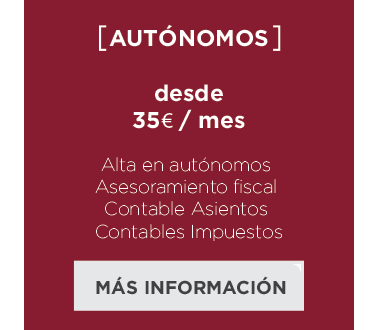 [AUTÓNOMOS]
desde
35€ / mes
Alta en autónomos
Asesoramiento fiscal
Contable Asientos
Contables Impuestos
MÁS INFORMACIÓN